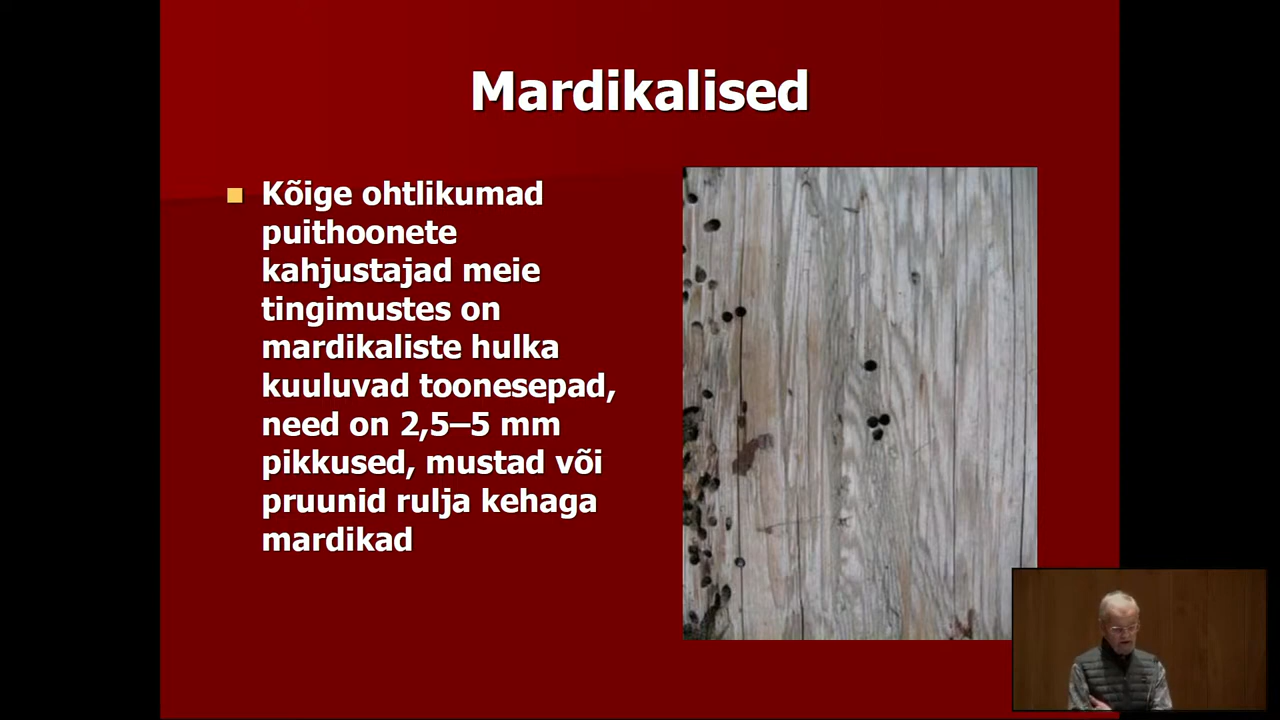 Mardikalised
Kõige ohtlikumad
puithoonete
kahjustajad meie
tingimustes on
mardikaliste hulka
kuuluvad toonesepad,
need on 2,5–5 mm
pikkused, mustad või
pruunid rulja kehaga
mardikad